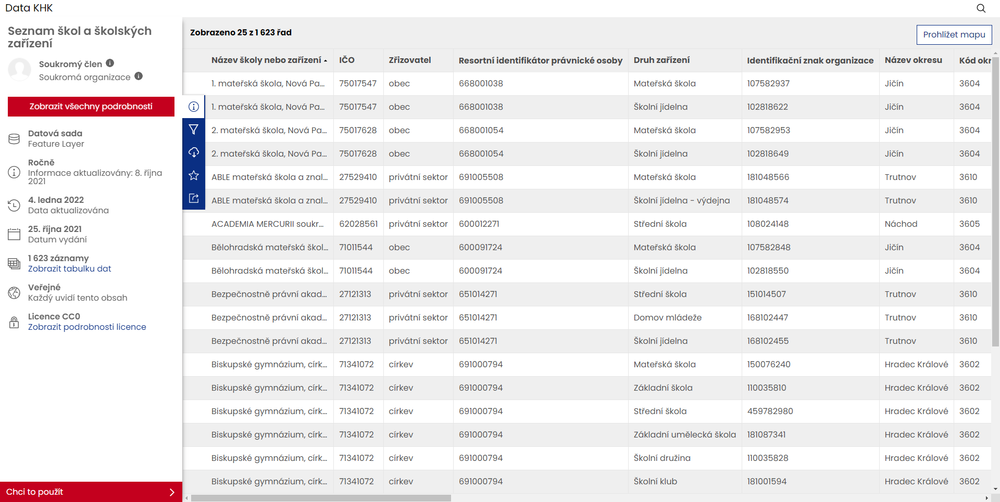 Data KHK
Seznam škol a školských
zařízení
Soukromý člen
Soukromá organizace
Zobrazit všechny podrobnosti
Datová sada
Feature Layer
Ročně
Informace aktualizovány: 8. října
2021
4. ledna 2022
Data aktualizována
25. října 2021
Datum vydání
1 623 záznamy
Zobrazit tabulku dat
Veřejné
Každý uvidí tento obsah
Licence CC0
Zobrazit podrobnosti licence
Chci to použít
Zobrazeno 25 z 1 623 řad
Prohlížet mapu
Název školy nebo zařízení IČO Zřizovatel Resortní identifikátor právnické osoby Druh zařízení Identifikační znak organizace Název okresu Kód okr
1. mateřská škola, Nová Pa... 75017547 obec 668001038 Mateřská škola 107582937 Jičín 3604
1. mateřská škola, Nová Pa... 75017547 obec 668001038 Školní jídelna 102818622 Jičín 3604
2. mateřská škola, Nová Pa... 75017628 obec 668001054 Mateřská škola 107582953 Jičín 3604
2. mateřská škola, Nová Pa... 75017628 obec 668001054 Školní jídelna 102818649 Jičín 3604
ABLE mateřská škola a znal... 27529410 privátní sektor 691005508 Mateřská škola 181048566 Trutnov 3610
ABLE mateřská škola a znal... 27529410 privátní sektor 691005508 Školní jídelna - výdejna 181048574 Trutnov 3610
ACADEMIA MERCURII soukr... 62028561 privátní sektor 600012271 Střední škola 108024148 Náchod 3605
Bělohradská mateřská škol... 71011544 obec 600091724 Mateřská škola 107582848 Jičín 3604
Bělohradská mateřská škol... 71011544 obec 600091724 Školní jídelna 102818550 Jičín 3604
Bezpečnostně právní akad... 27121313 privátní sektor 651014271 Střední škola 151014507 Trutnov 3610
Bezpečnostně právní akad... 27121313 privátní sektor 651014271 Domov mládeže 168102447 Trutnov 3610
Bezpečnostně právní akad... 27121313 privátní sektor 651014271 Školní jídelna 168102455 Trutnov 3610
Biskupské gymnázium, círk... 71341072 církev 691000794 Mateřská škola 150076240 Hradec Králové 3602
Biskupské gymnázium, círk... 71341072 církev 691000794 Základní škola 110035810 Hradec Králové 3602
Biskupské gymnázium, círk... 71341072 církev 691000794 Střední škola 459782980 Hradec Králové 3602
Biskupské gymnázium, círk... 71341072 církev 691000794 Základní umělecká škola 181087341 Hradec Králové 3602
Biskupské gymnázium, círk... 71341072 církev 691000794 Školní družina 110035828 Hradec Králové 3602
Biskupské gymnázium, círk... 71341072 církev 691000794 Školní klub 181001594 Hradec Králové 3602